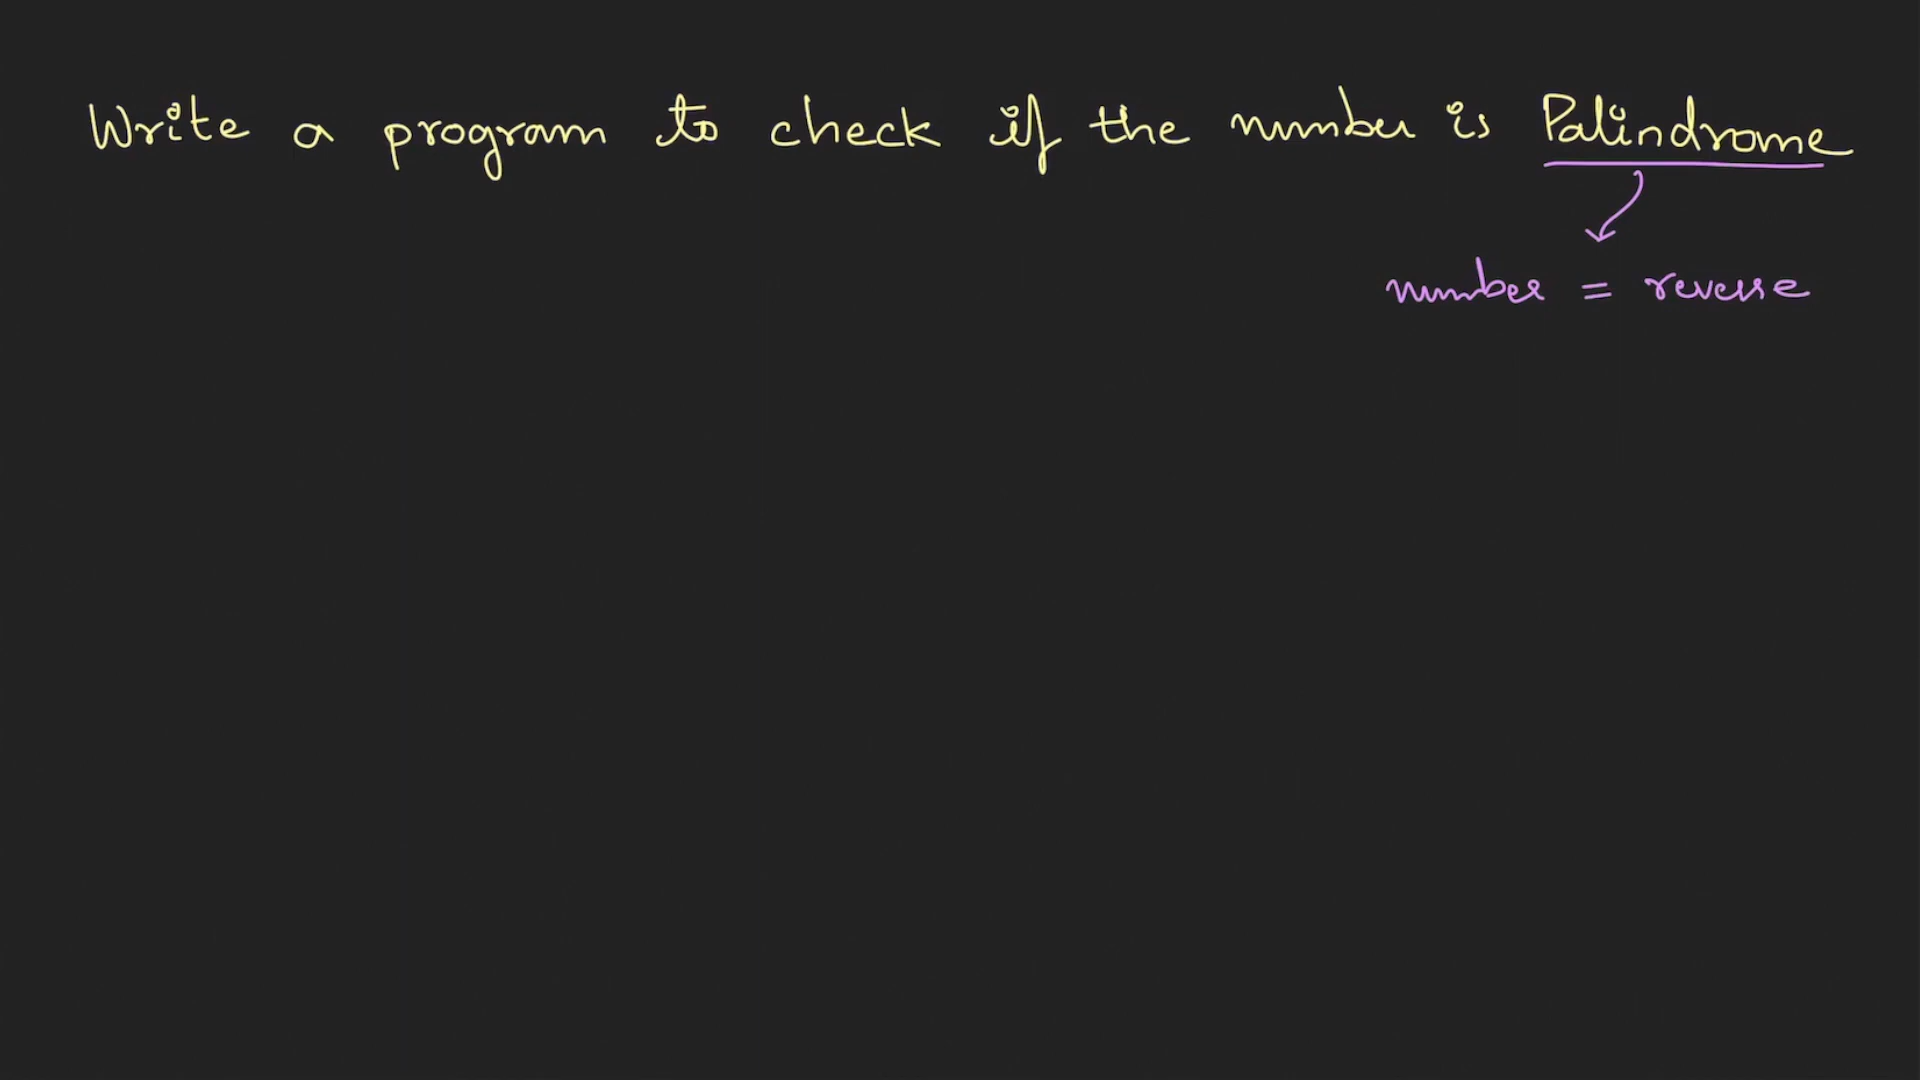 Write a program to check if the number is Palindrome
number = reverse